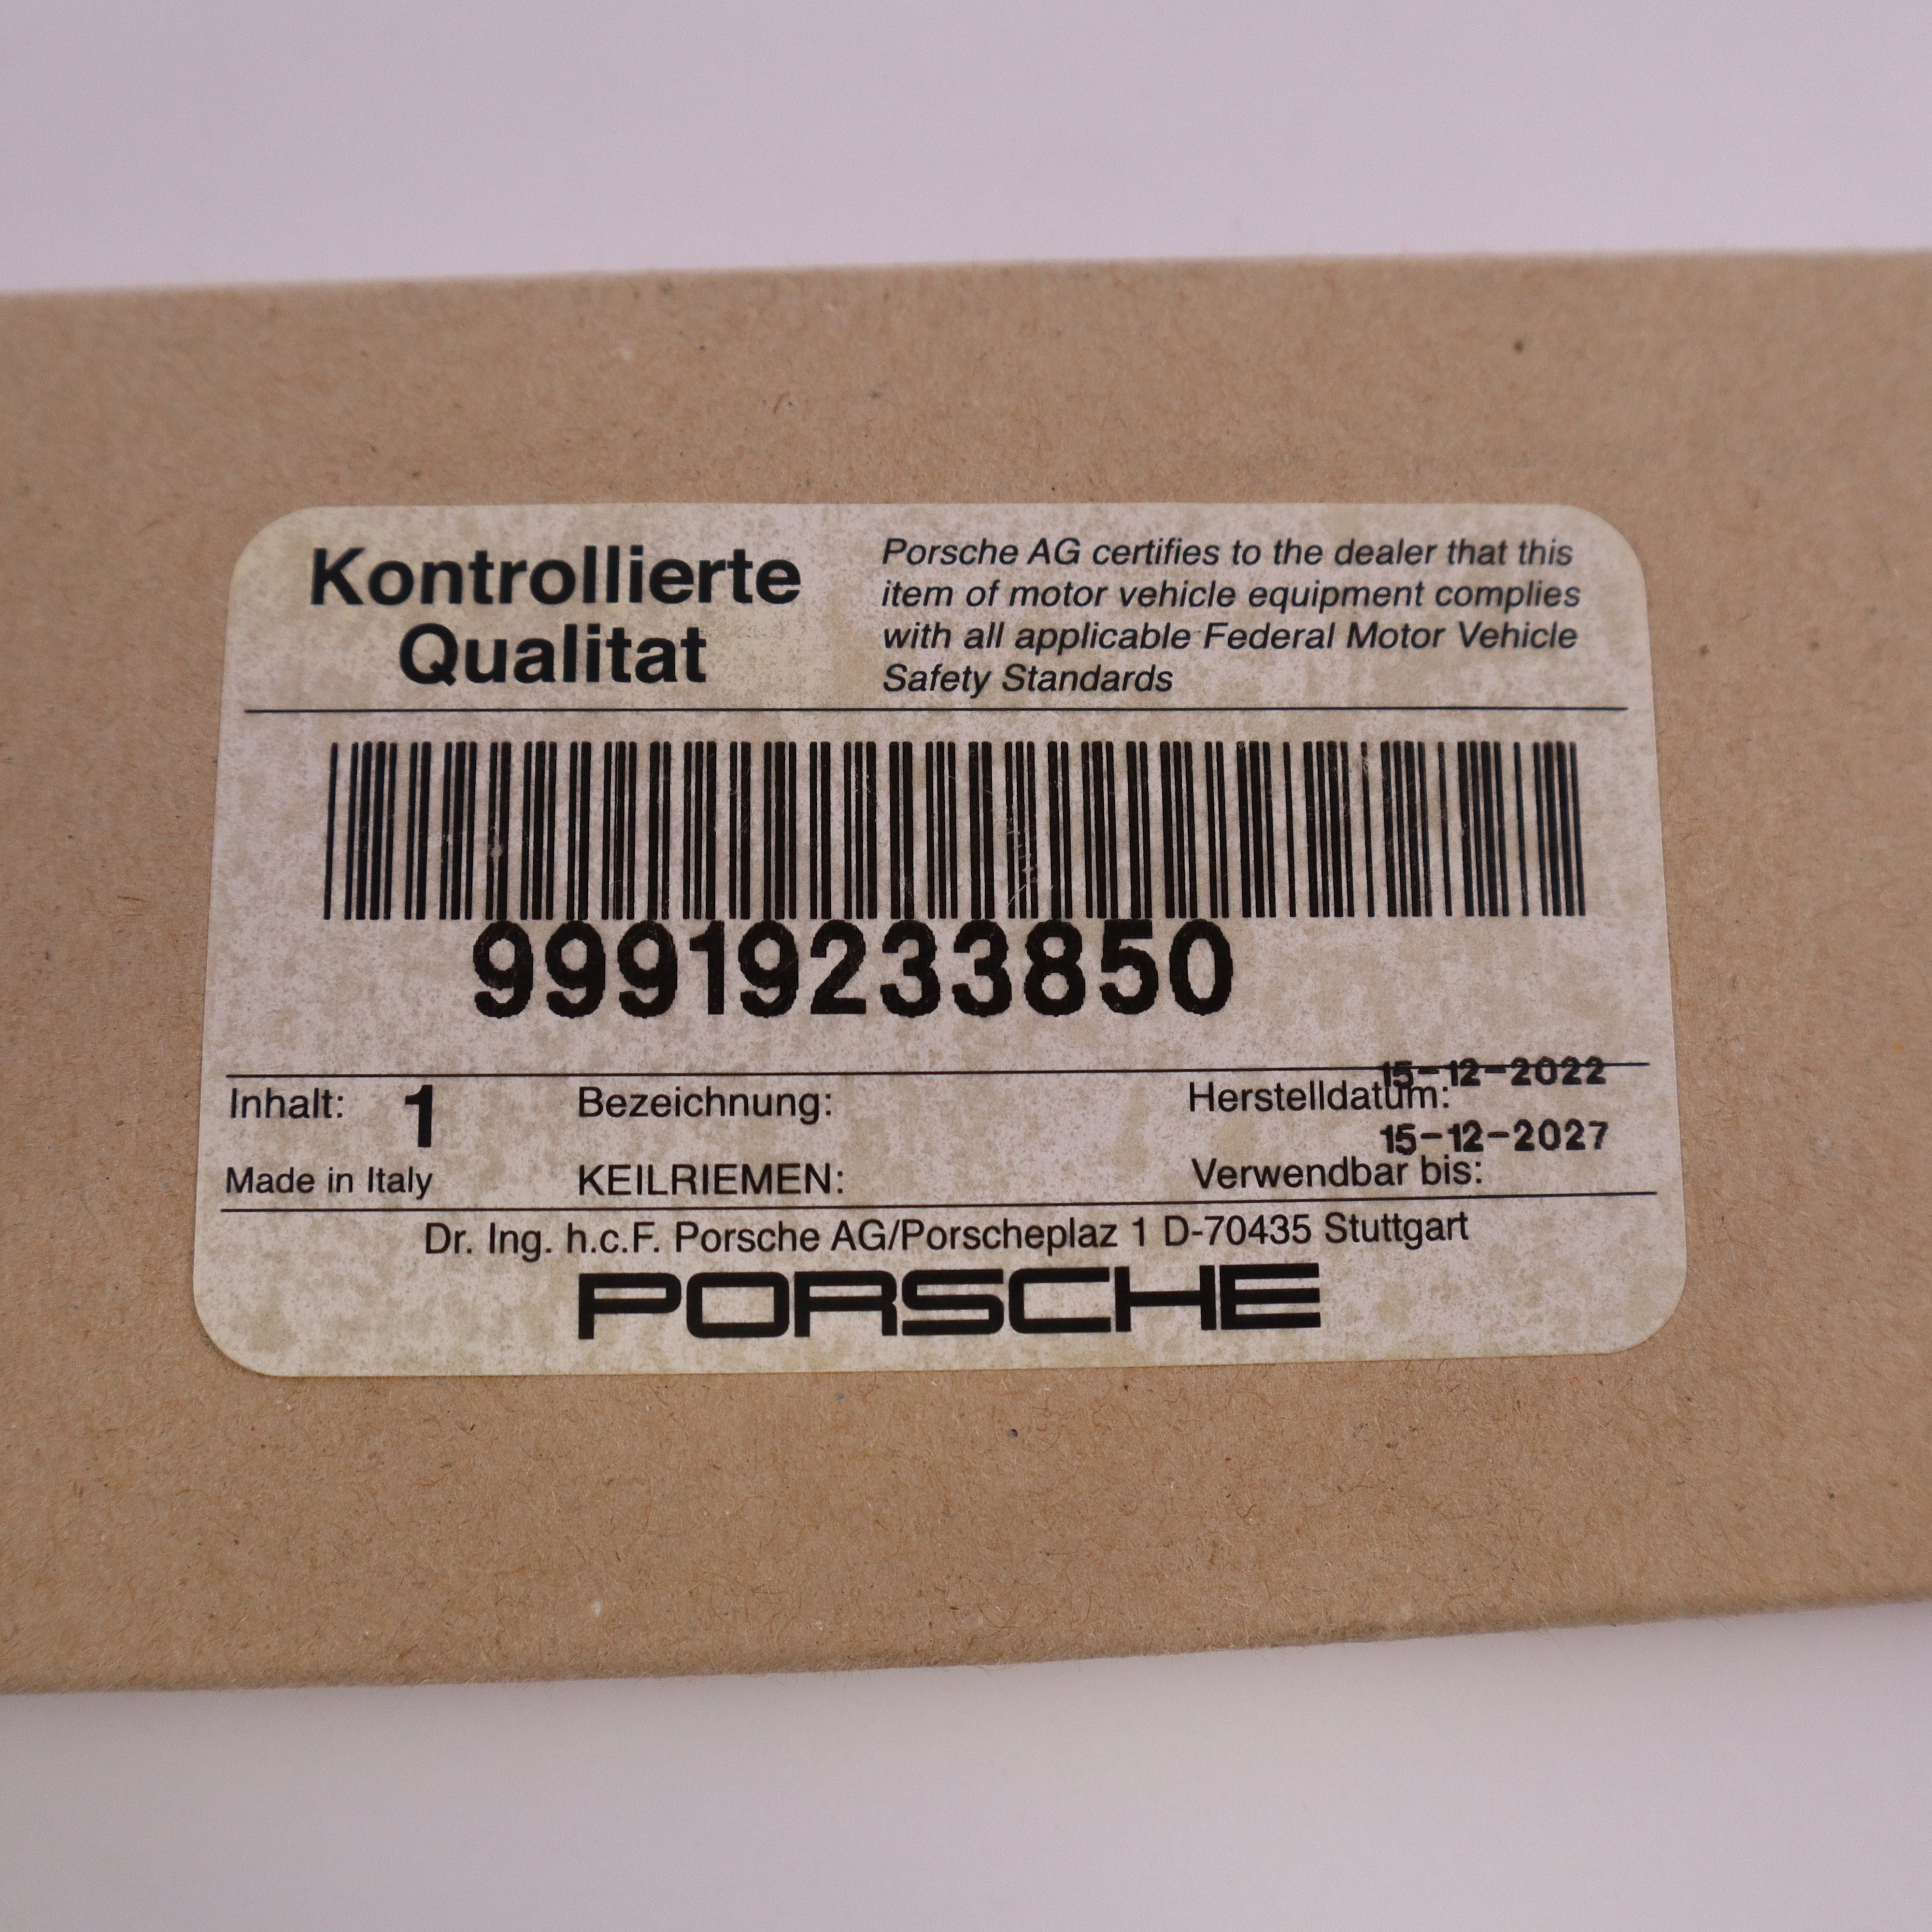 Kontrollierte
Qualitat
Porsche AG certifies to the dealer that this
item of motor vehicle equipment complies
with all applicable Federal Motor Vehicle
Safety Standards
99919233850
Inhalt: 1
Made in Italy
Bezeichnung:
KEILRIEMEN:
15-12-2022
Herstelldatum:
15-12-2027
Verwendbar bis:
Dr. Ing. h.c.F. Porsche AG/Porscheplaz 1 D-70435 Stuttgart
PORSCHE